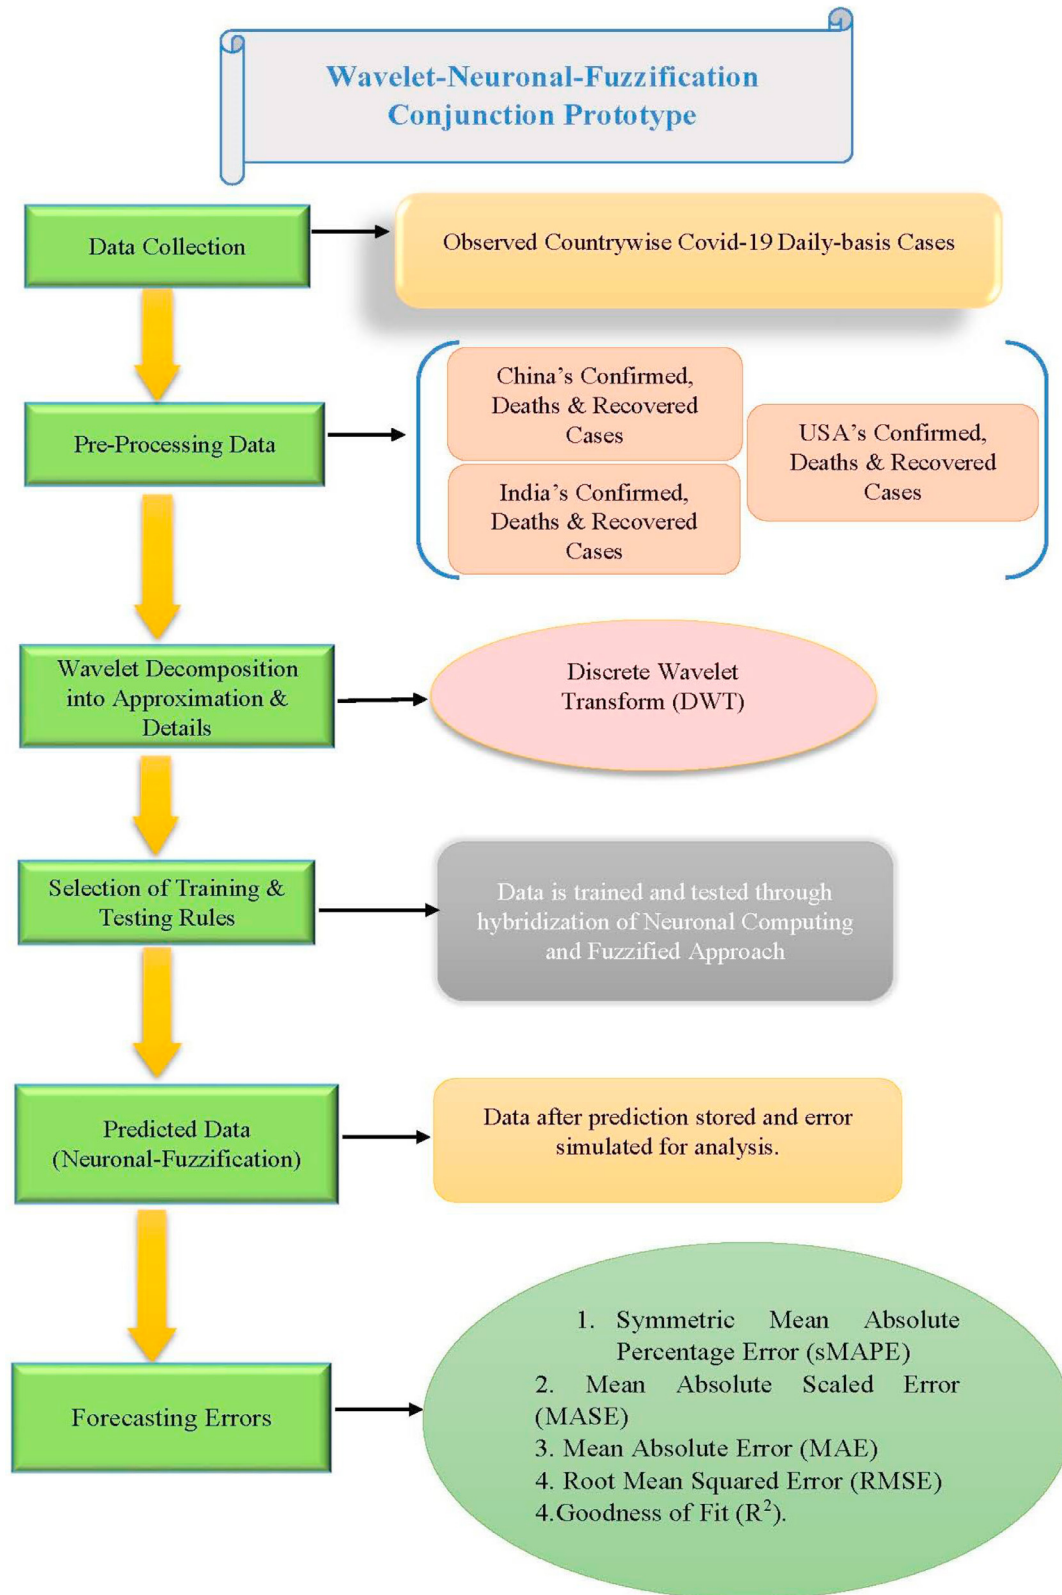 Wavelet-Neuronal-Fuzzification
Conjunction Prototype
Data Collection
Observed Countrywise Covid-19 Daily-basis Cases
Pre-Processing Data
China’s Confirmed,
Deaths & Recovered
Cases
USA’s Confirmed,
Deaths & Recovered
Cases
India’s Confirmed,
Deaths & Recovered
Cases
Wavelet Decomposition
into Approximation &
Details
Discrete Wavelet
Transform (DWT)
Selection of Training &
Testing Rules
Data is trained and tested through
hybridization of Neuronal Computing
and Fuzzified Approach
Predicted Data
(Neuronal-Fuzzification)
Data after prediction stored and error
simulated for analysis.
Forecasting Errors
1. Symmetric Mean Absolute
Percentage Error (sMAPE)
2. Mean Absolute Scaled Error
(MASE)
3. Mean Absolute Error (MAE)
4. Root Mean Squared Error (RMSE)
4.Goodness of Fit (R²).